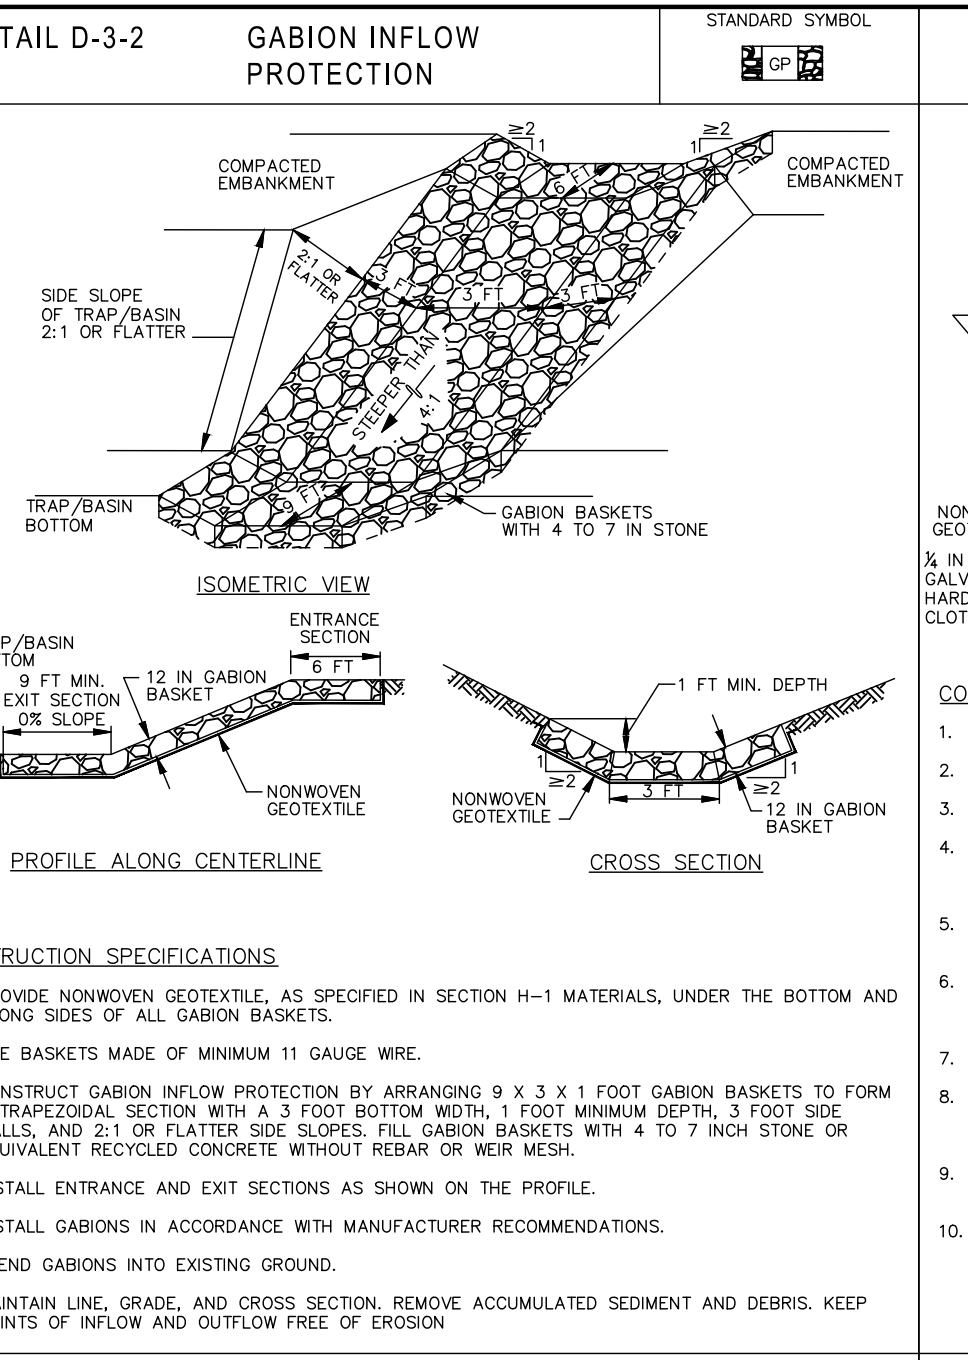 TAIL D-3-2
GABION INFLOW
PROTECTION
STANDARD SYMBOL
GP
≥2
1
≥2
1
COMPACTED
EMBANKMENT
COMPACTED
EMBANKMENT
6 FT
2:1 OR
FLATTER
3 FT
3 FT
3 FT
SIDE SLOPE
OF TRAP/BASIN
2:1 OR FLATTER
STEEPER THAN
4:1
9 FT
TRAP/BASIN
BOTTOM
GABION BASKETS
WITH 4 TO 7 IN STONE
ISOMETRIC VIEW
P/BASIN
TOM
9 FT MIN.
EXIT SECTION
0% SLOPE
12 IN GABION
BASKET
ENTRANCE
SECTION
6 FT
NONWOVEN
GEOTEXTILE
PROFILE ALONG CENTERLINE
1 FT MIN. DEPTH
1
≥2
3 FT
≥2
1
NONWOVEN
GEOTEXTILE
12 IN GABION
BASKET
CROSS SECTION
TRUCTION SPECIFICATIONS
OVIDE NONWOVEN GEOTEXTILE, AS SPECIFIED IN SECTION H-1 MATERIALS, UNDER THE BOTTOM AND
ONG SIDES OF ALL GABION BASKETS.
E BASKETS MADE OF MINIMUM 11 GAUGE WIRE.
NSTRUCT GABION INFLOW PROTECTION BY ARRANGING 9 X 3 X 1 FOOT GABION BASKETS TO FORM
TRAPEZOIDAL SECTION WITH A 3 FOOT BOTTOM WIDTH, 1 FOOT MINIMUM DEPTH, 3 FOOT SIDE
ALLS, AND 2:1 OR FLATTER SIDE SLOPES. FILL GABION BASKETS WITH 4 TO 7 INCH STONE OR
UIVALENT RECYCLED CONCRETE WITHOUT REBAR OR WEIR MESH.
STALL ENTRANCE AND EXIT SECTIONS AS SHOWN ON THE PROFILE.
STALL GABIONS IN ACCORDANCE WITH MANUFACTURER RECOMMENDATIONS.
END GABIONS INTO EXISTING GROUND.
INTAIN LINE, GRADE, AND CROSS SECTION. REMOVE ACCUMULATED SEDIMENT AND DEBRIS. KEEP
INTS OF INFLOW AND OUTFLOW FREE OF EROSION
NON
GEO
¼ IN
GALV
HARD
CLOT
CO
1.
2.
3.
4.
5.
6.
7.
8.
9.
10.